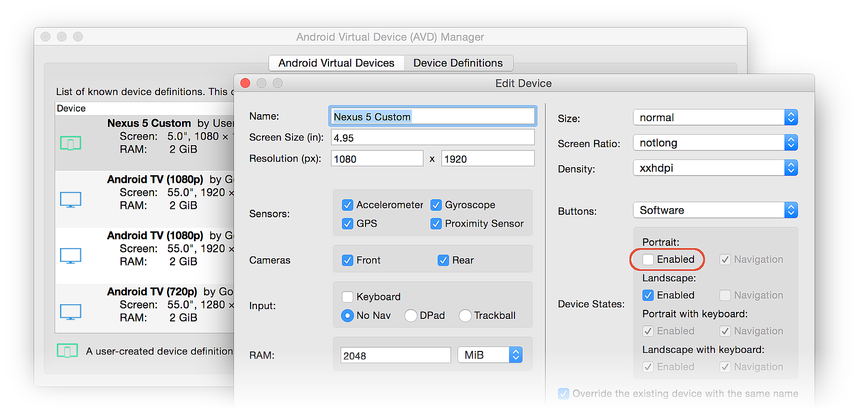 Android Virtual Device (AVD) Manager
Android Virtual Devices Device Definitions
List of known device definitions. This
Device
Nexus 5 Custom by User
Screen: 5.0", 1080 ×
RAM: 2 GiB
Android TV (1080p) by Go
Screen: 55.0", 1920 ×
RAM: 2 GiB
Android TV (1080p) by Go
Screen: 55.0", 1920 ×
RAM: 2 GiB
Android TV (720p) by Go
Screen: 55.0", 1280 ×
RAM: 2 GiB
A user-created device definition
Edit Device
Name: Nexus 5 Custom
Screen Size (in): 4.95
Resolution (px): 1080 x 1920
Sensors:
Accelerometer Gyroscope
GPS Proximity Sensor
Cameras Front Rear
Input:
Keyboard
No Nav DPad Trackball
RAM: 2048 MiB
Size: normal
Screen Ratio: notlong
Density: xxhdpi
Buttons: Software
Device States:
Portrait:
Enabled Navigation
Landscape:
Enabled Navigation
Portrait with keyboard:
Enabled Navigation
Landscape with keyboard:
Enabled Navigation
Override the existing device with the same name